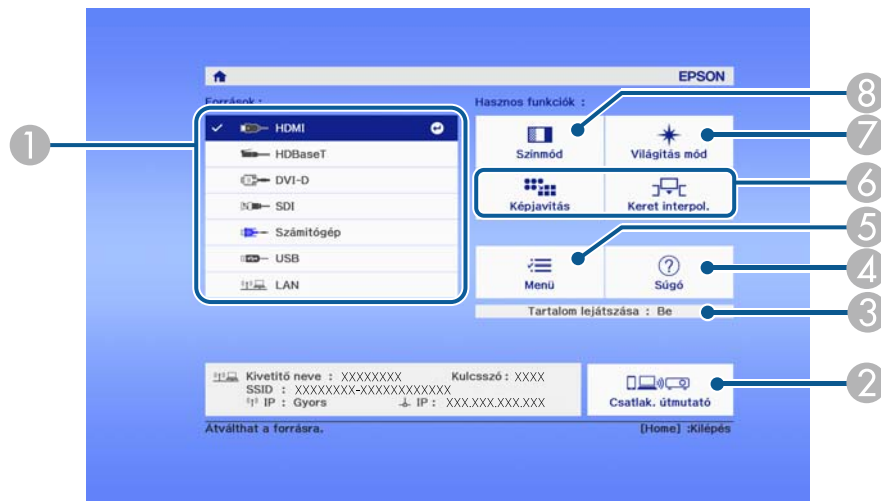 EPSON
Források :
Hasznos funkciók :
HDMI
HDBaseT
DVI-D
SDI
Számítógép
USB
LAN
Színmód
Világítás mód
Képjavítás
Keret interpol.
Menü
Súgó
Tartalom lejátszása : Be
Kivetítő neve : XXXXXXXX Kulcsszó : XXXX
SSID : XXXXXXXX-XXXXXXXXXXXX
IP : Gyors IP : XXX.XXX.XXX.XXX
Csatlak. útmutató
Átválthat a forrásra.
[Home] :Kilépés
1
8
7
6
5
4
3
2